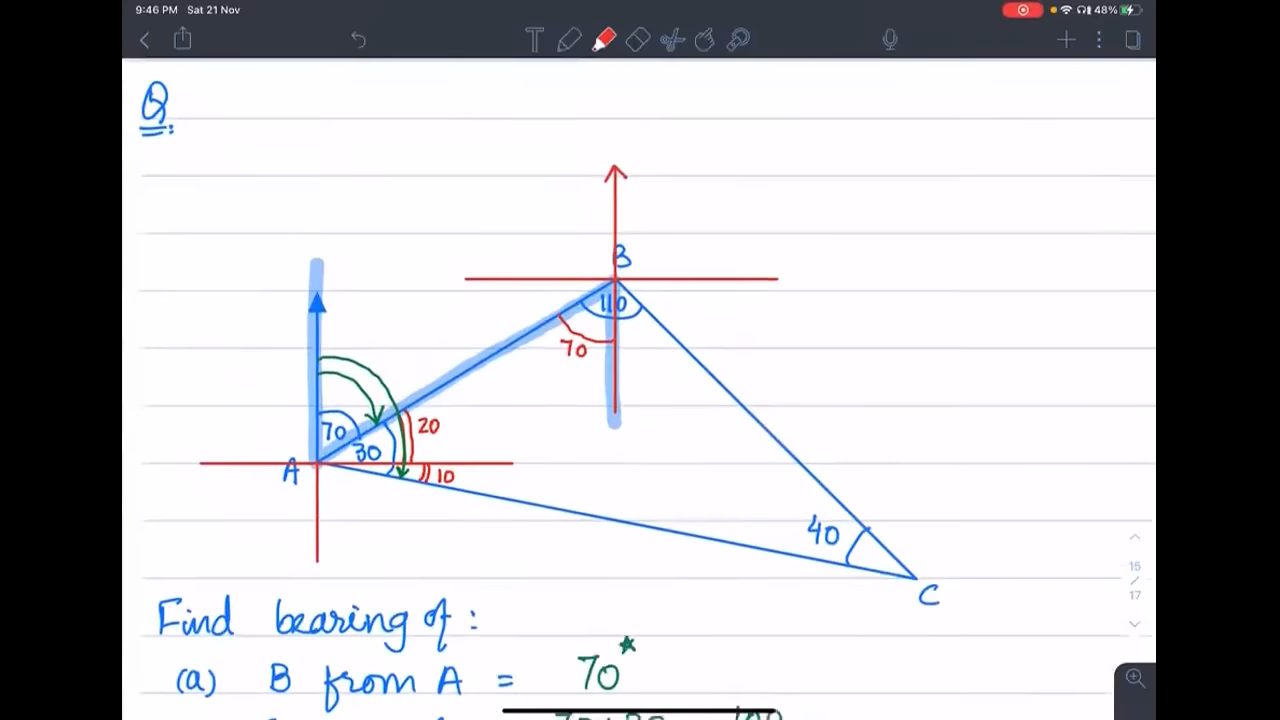 9:46 PM Sat 21 Nov
48%
Q
B
110
70
70
20
30
A
10
40
C
15
/
17
Find bearing of :
(a) B from A = 70*